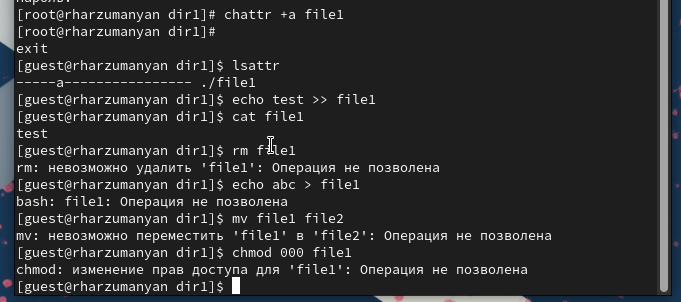 [root@rharzumanyan dir1]# chattr +a file1
[root@rharzumanyan dir1]#
exit
[guest@rharzumanyan dir1]$ lsattr
-----a---------------- ./file1
[guest@rharzumanyan dir1]$ echo test >> file1
[guest@rharzumanyan dir1]$ cat file1
test
[guest@rharzumanyan dir1]$ rm file1
rm: невозможно удалить 'file1': Операция не позволена
[guest@rharzumanyan dir1]$ echo abc > file1
bash: file1: Операция не позволена
[guest@rharzumanyan dir1]$ mv file1 file2
mv: невозможно переместить 'file1' в 'file2': Операция не позволена
[guest@rharzumanyan dir1]$ chmod 000 file1
chmod: изменение прав доступа для 'file1': Операция не позволена
[guest@rharzumanyan dir1]$